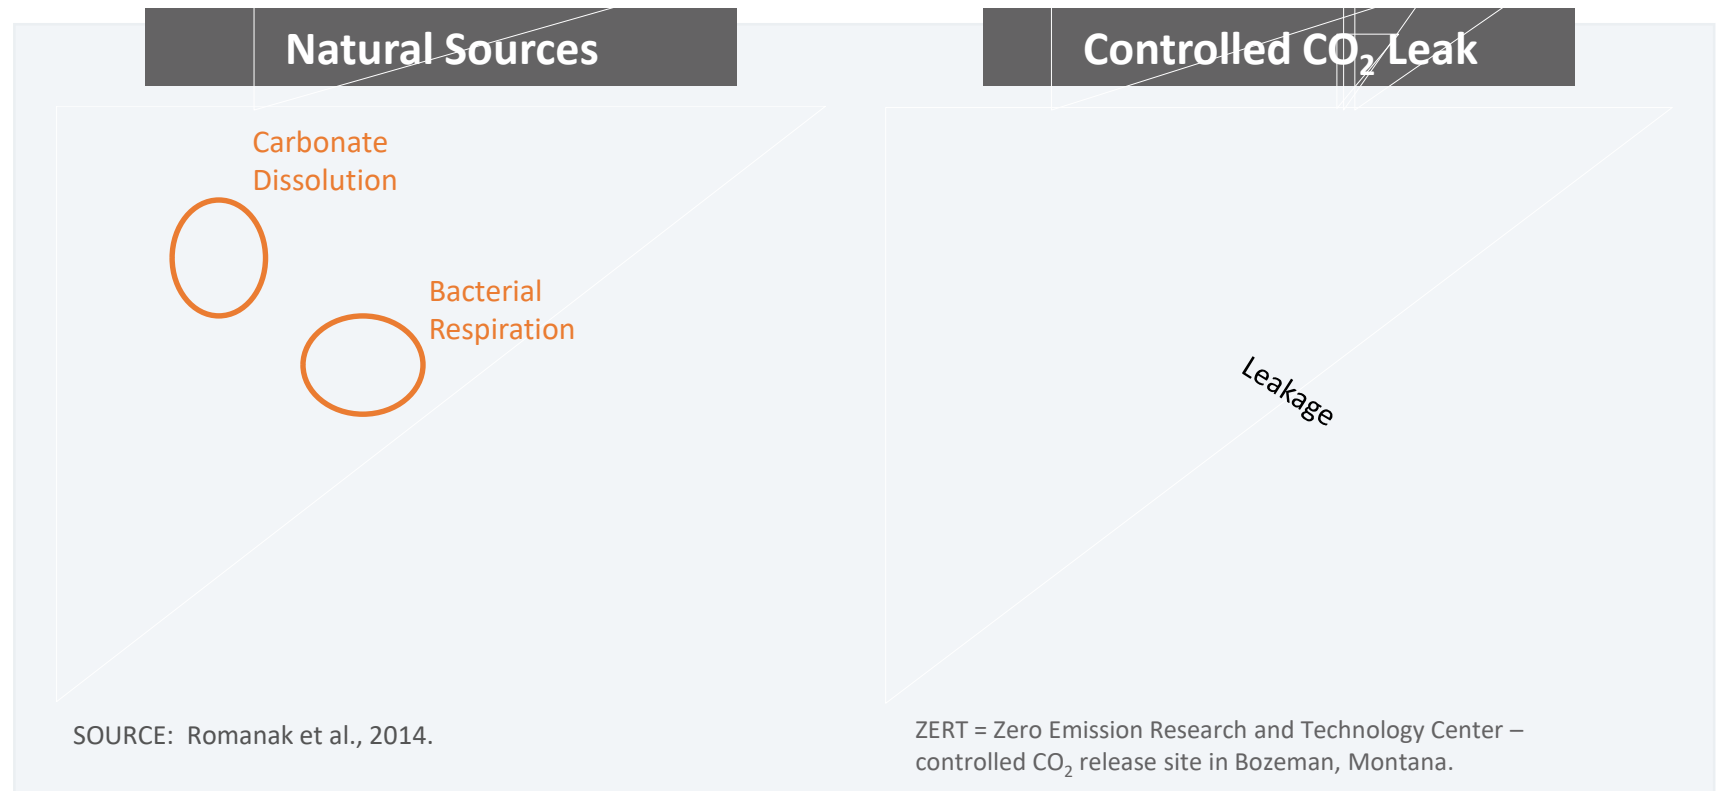 Natural Sources
Controlled CO₂ Leak
Carbonate
Dissolution
Bacterial
Respiration
Leakage
SOURCE: Romanak et al., 2014.
ZERT = Zero Emission Research and Technology Center –
controlled CO₂ release site in Bozeman, Montana.